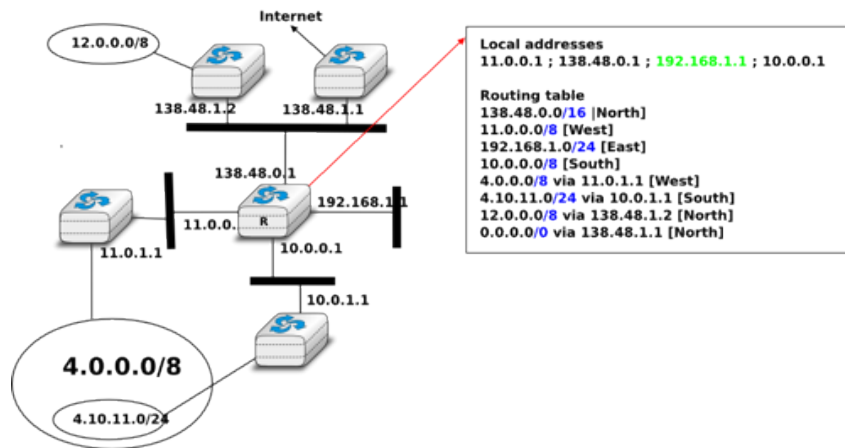 Internet
12.0.0.0/8
138.48.1.2
138.48.1.1
138.48.0.1
192.168.1.1
R
11.0.0.
11.0.1.1
10.0.0.1
10.0.1.1
4.0.0.0/8
4.10.11.0/24
Local addresses
11.0.0.1 ; 138.48.0.1 ; 192.168.1.1 ; 10.0.0.1
Routing table
138.48.0.0/16 |North]
11.0.0.0/8 [West]
192.168.1.0/24 [East]
10.0.0.0/8 [South]
4.0.0.0/8 via 11.0.1.1 [West]
4.10.11.0/24 via 10.0.1.1 [South]
12.0.0.0/8 via 138.48.1.2 [North]
0.0.0.0/0 via 138.48.1.1 [North]